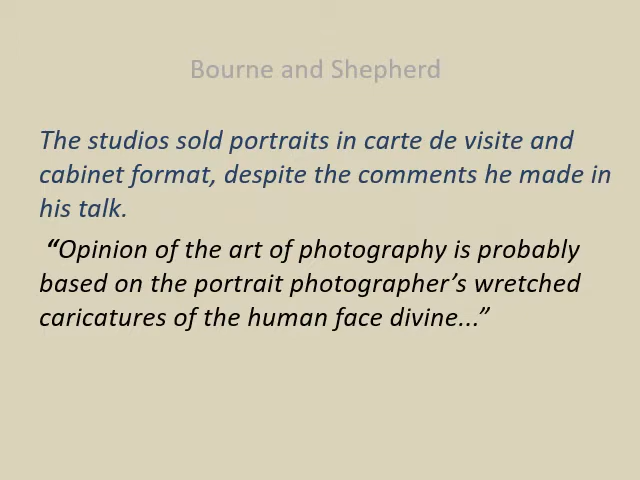 Bourne and Shepherd
The studios sold portraits in carte de visite and
cabinet format, despite the comments he made in
his talk.
“Opinion of the art of photography is probably
based on the portrait photographer’s wretched
caricatures of the human face divine...”